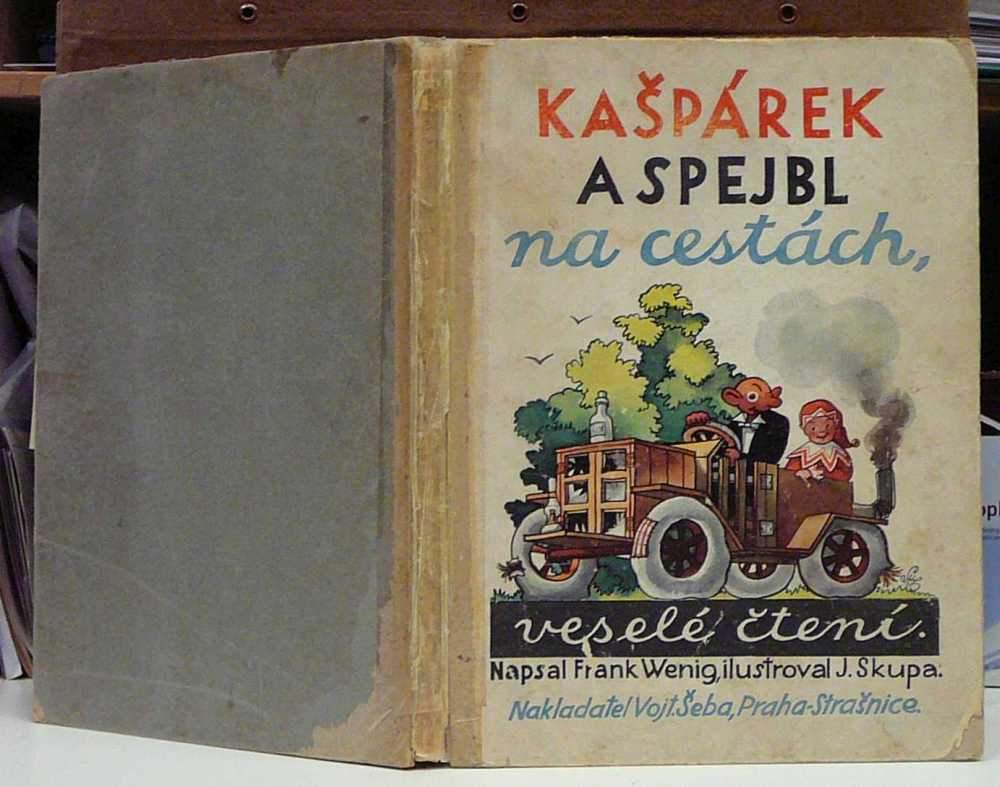 KAŠPÁREK
A SPEJBL
na cestách,
veselé čtení.
Napsal Frank Wenig, ilustroval J. Skupa.
Nakladatel Vojt. Šeba, Praha-Strašnice.